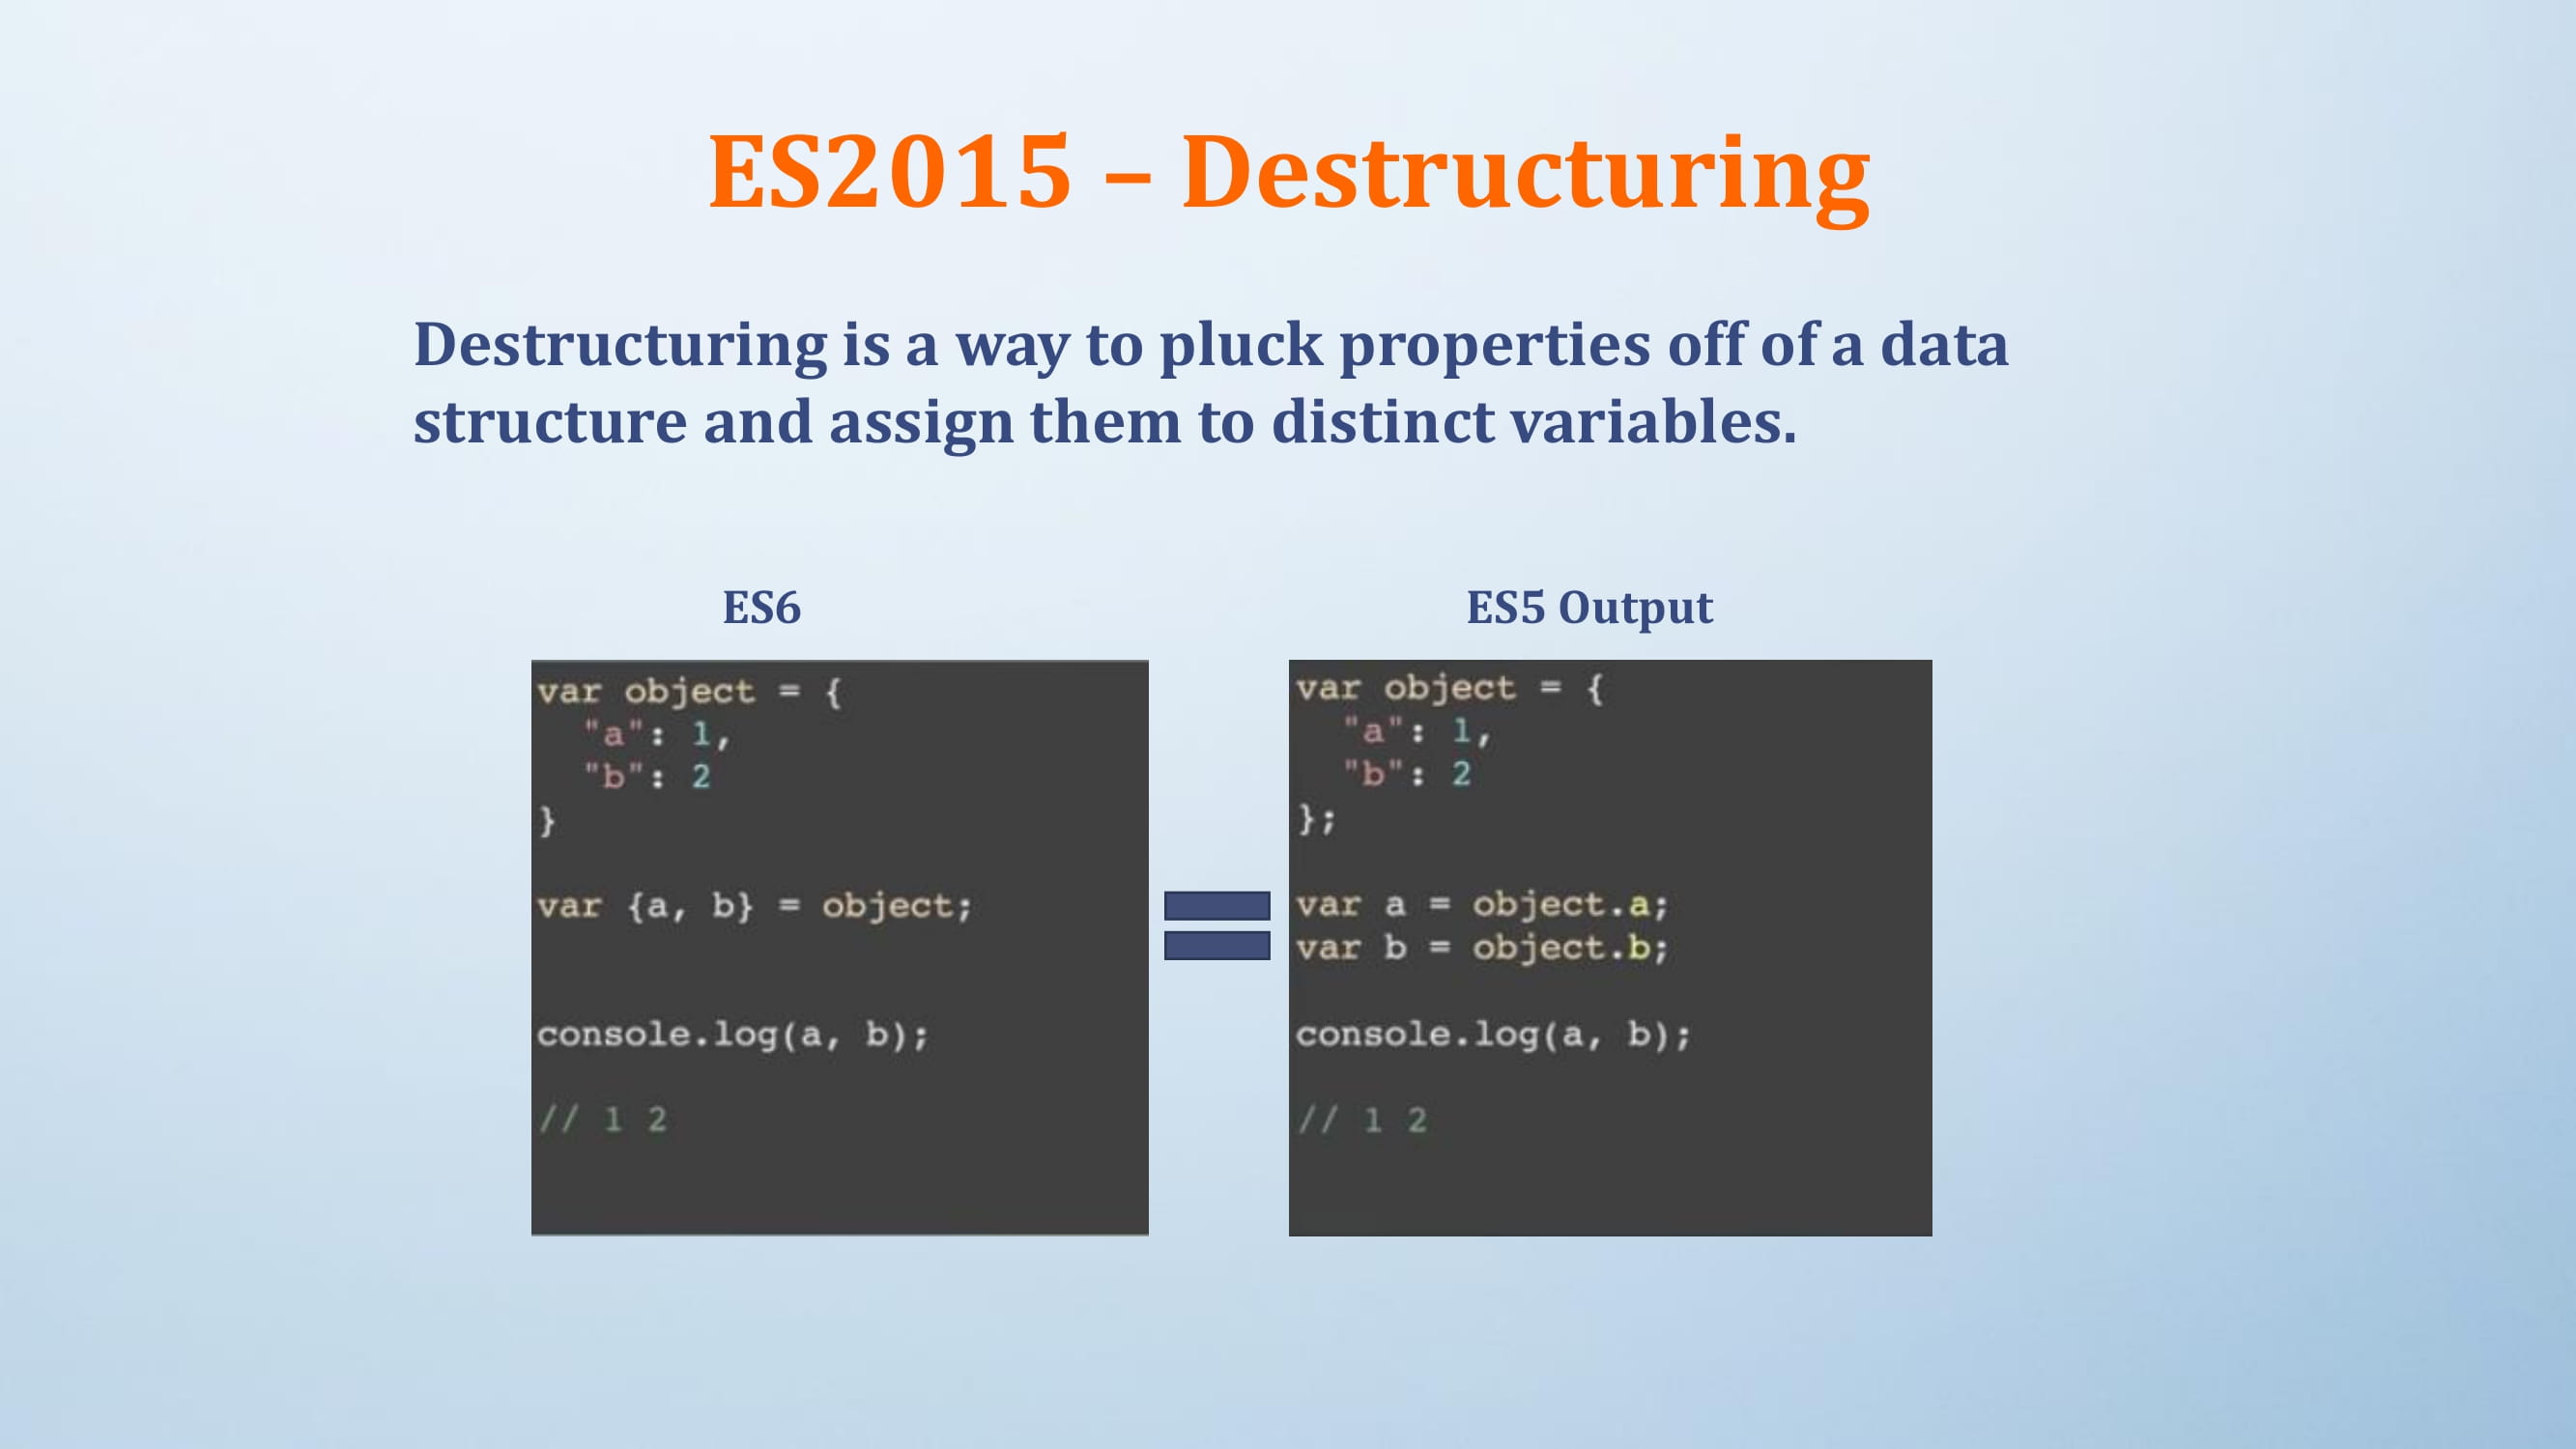 ES2015 – Destructuring
Destructuring is a way to pluck properties off of a data
structure and assign them to distinct variables.
ES6
var object = {
  "a": 1,
  "b": 2
}
var {a, b} = object;
console.log(a, b);
// 1 2
ES5 Output
var object = {
  "a": 1,
  "b": 2
};
var a = object.a;
var b = object.b;
console.log(a, b);
// 1 2